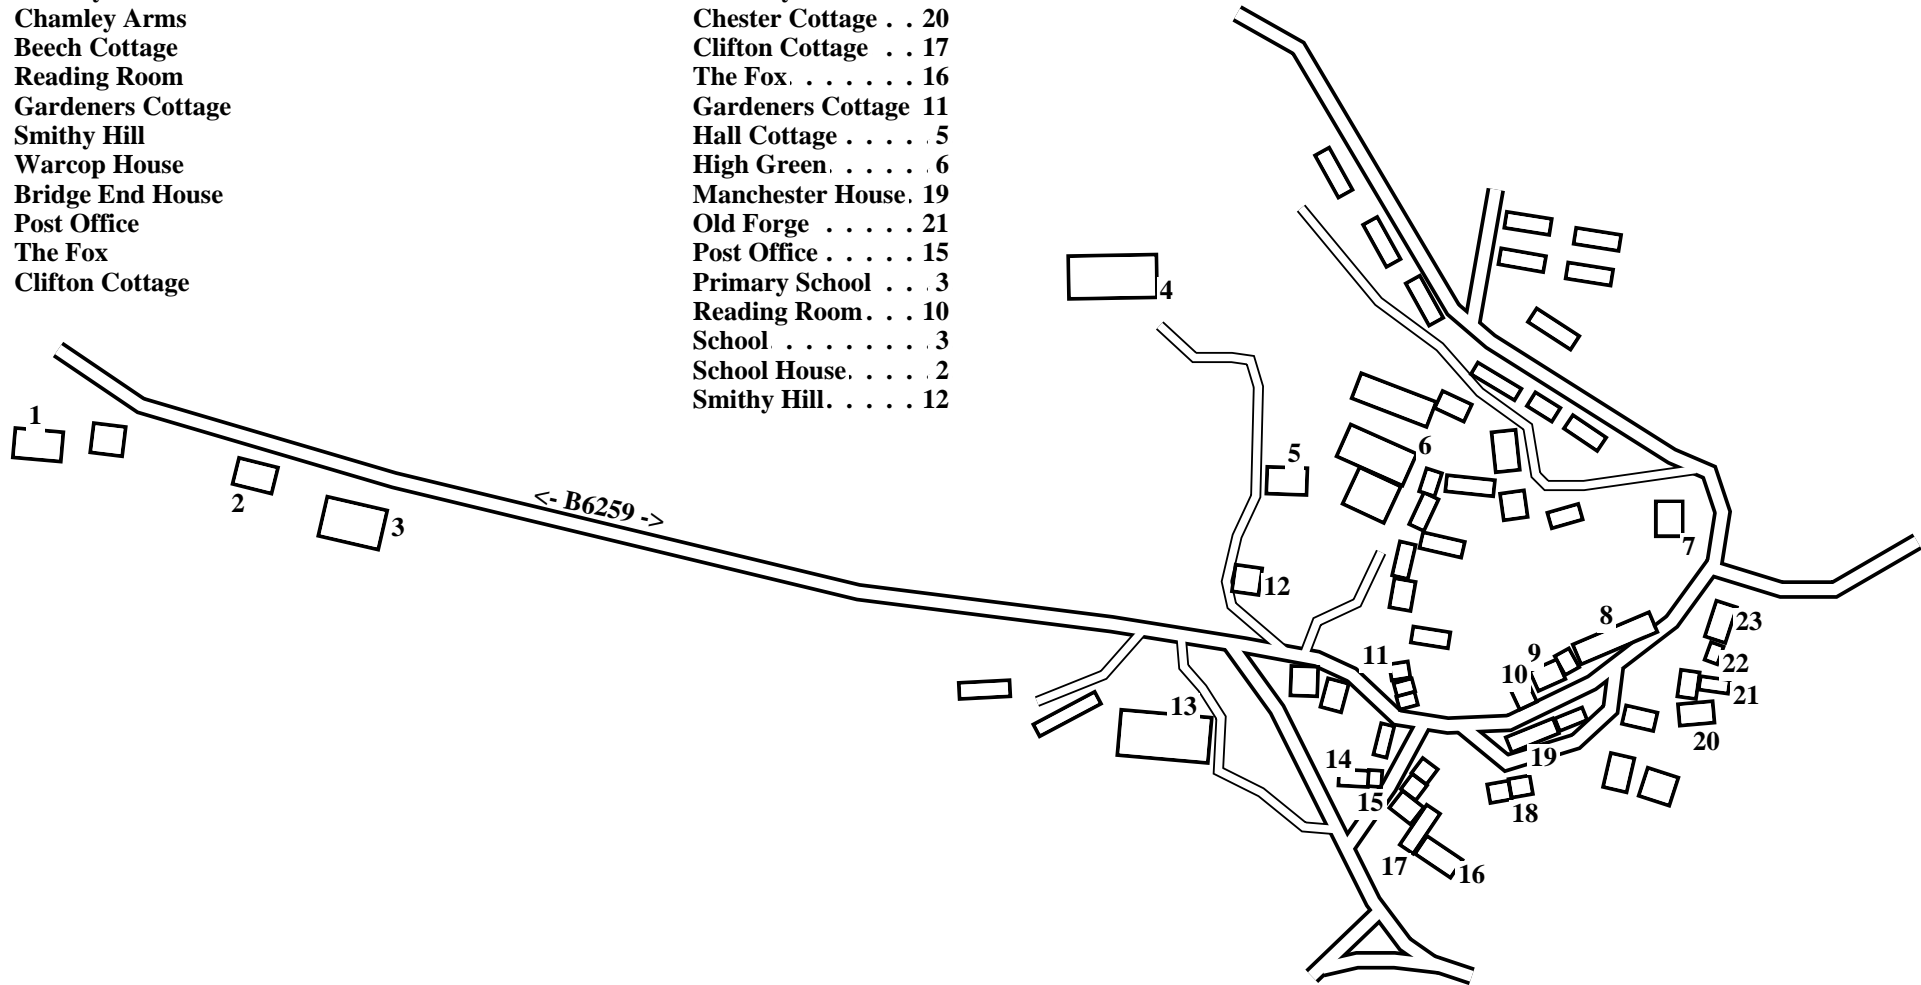 Chamley Arms
Beech Cottage
Reading Room
Gardeners Cottage
Smithy Hill
Warcop House
Bridge End House
Post Office
The Fox
Clifton Cottage
Chester Cottage . . 20
Clifton Cottage . . 17
The Fox. . . . . . . 16
Gardeners Cottage 11
Hall Cottage . . . . . 5
High Green. . . . . . 6
Manchester House. 19
Old Forge . . . . . 21
Post Office . . . . . 15
Primary School . . . 3
Reading Room. . . 10
School. . . . . . . . . 3
School House. . . . . 2
Smithy Hill. . . . . 12
4
1
5
6
2
3
<- B6259 ->
7
12
8
23
9
11
22
10
21
13
20
19
14
15
18
17
16